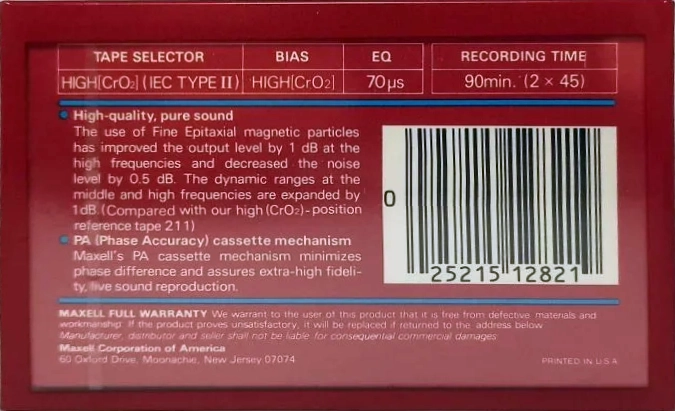 TAPE SELECTOR BIAS EQ RECORDING TIME
HIGH[CrO₂] (IEC TYPE II) HIGH[CrO₂] 70μs 90min. (2 × 45)
High-quality, pure sound
The use of Fine Epitaxial magnetic particles
has improved the output level by 1 dB at the
high frequencies and decreased the noise
level by 0.5 dB. The dynamic ranges at the
middle and high frequencies are expanded by
1dB.(Compared with our high (CrO₂)-position
reference tape 211)
PA (Phase Accuracy) cassette mechanism
Maxell's PA cassette mechanism minimizes
phase difference and assures extra-high fideli-
ty, live sound reproduction.
0
25215 12821
MAXELL FULL WARRANTY We warrant to the user of this product that it is free from defective materials and
workmanship. If the product proves unsatisfactory, it will be replaced if returned to the address below
Manufacturer, distributor and seller shall not be liable for consequential commercial damages
Maxell Corporation of America
60 Oxford Drive, Moonachie, New Jersey 07074
PRINTED IN U.S.A.